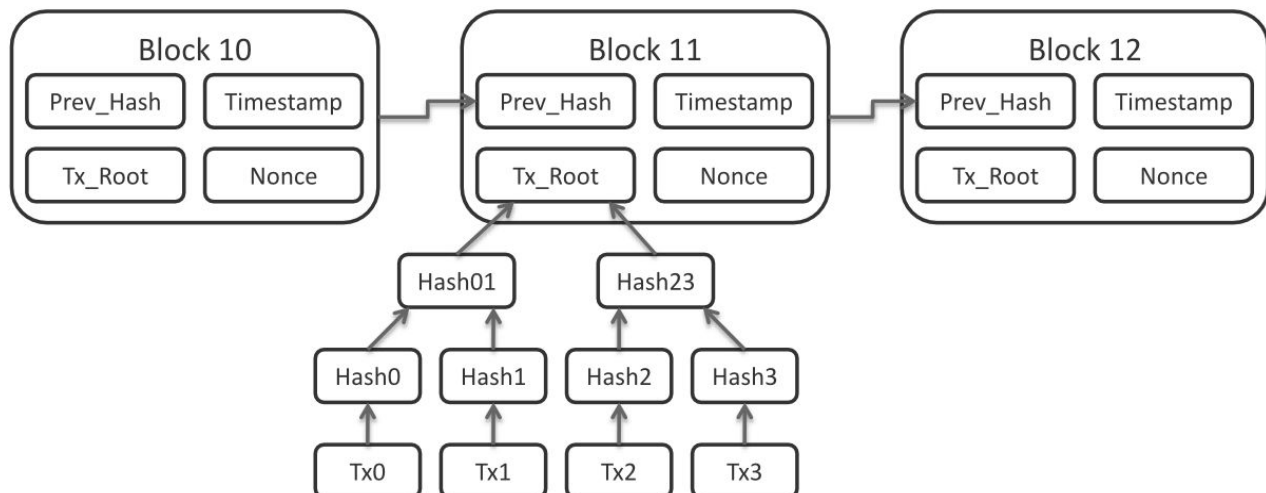 Block 10
Block 11
Block 12
Prev_Hash Timestamp
Prev_Hash Timestamp
Prev_Hash Timestamp
Tx_Root Nonce
Tx_Root Nonce
Tx_Root Nonce
Hash01 Hash23
Hash0 Hash1 Hash2 Hash3
Tx0 Tx1 Tx2 Tx3